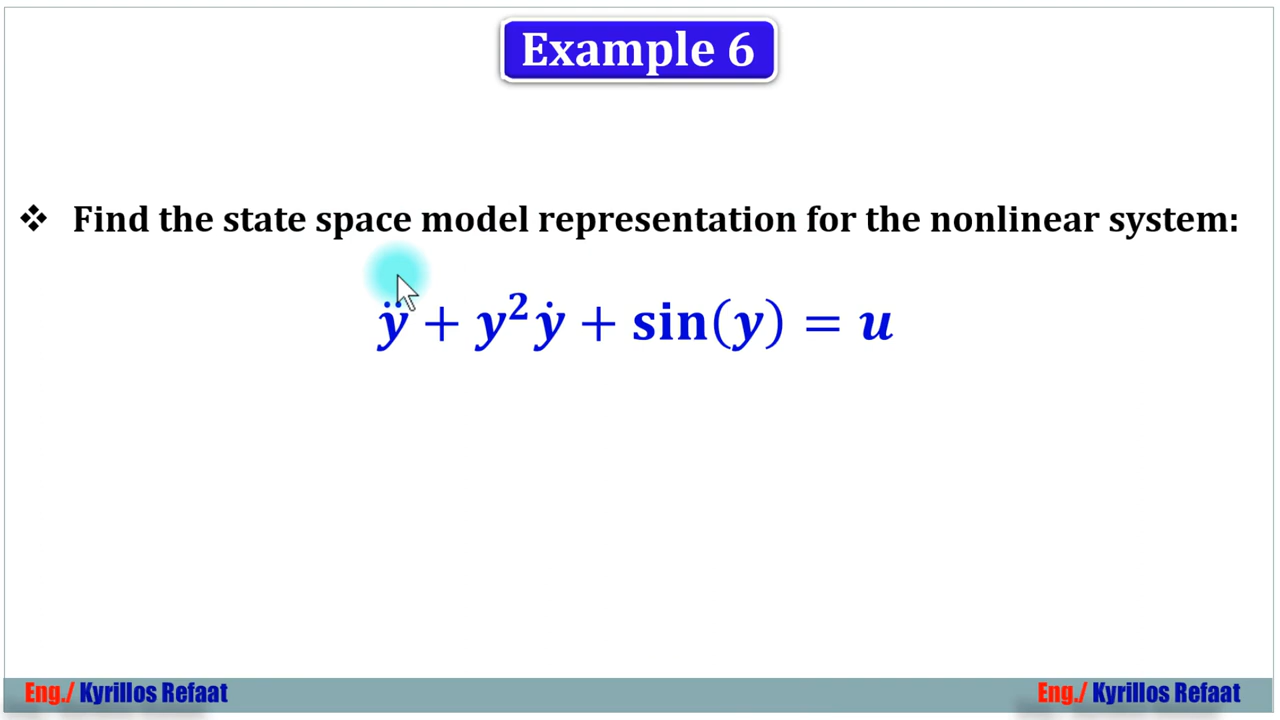 Example 6
❖ Find the state space model representation for the nonlinear system:
ÿ + y²ẏ + sin(y) = u
Eng./ Kyrillos Refaat
Eng./ Kyrillos Refaat